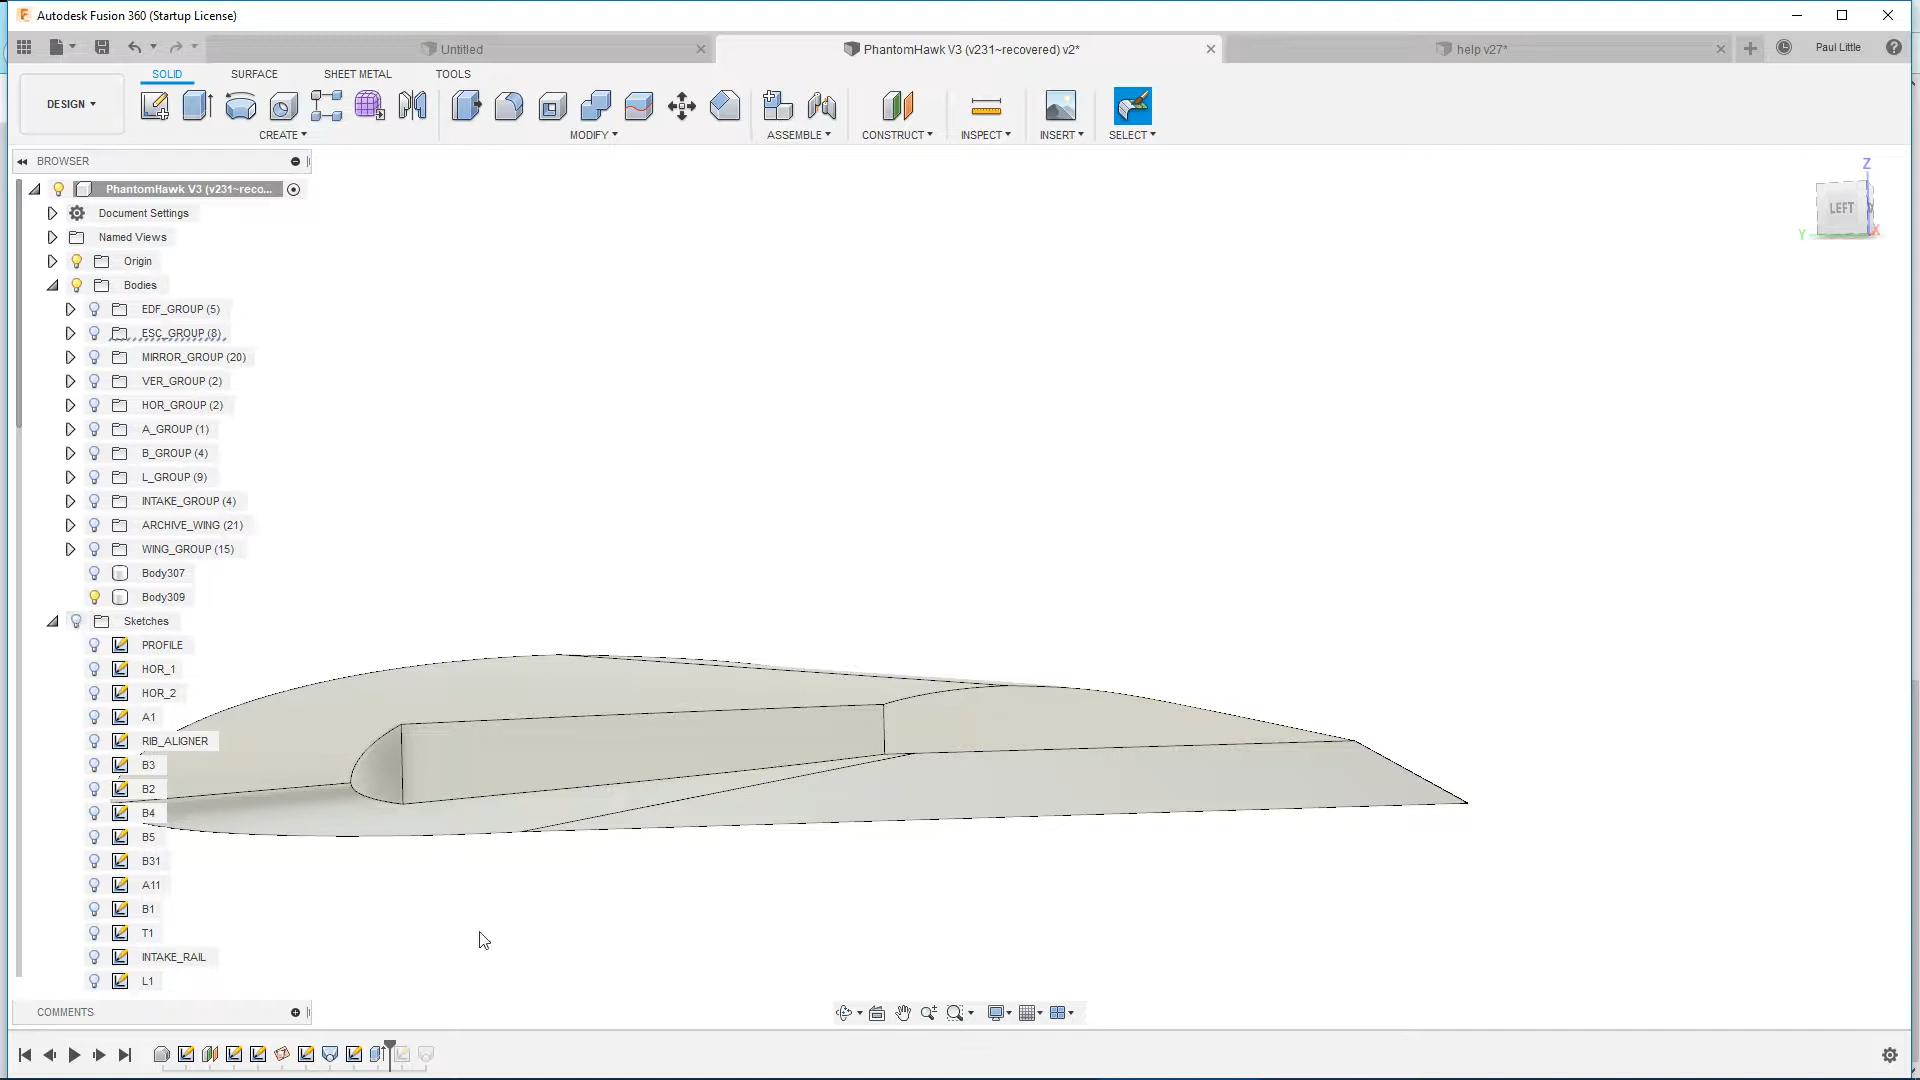 Autodesk Fusion 360 (Startup License)
Untitled
PhantomHawk V3 (v231~recovered) v2*
help v27*
Paul Little
DESIGN
SOLID
SURFACE
SHEET METAL
TOOLS
CREATE
MODIFY
ASSEMBLE
CONSTRUCT
INSPECT
INSERT
SELECT
BROWSER
PhantomHawk V3 (v231~reco...
Document Settings
Named Views
Origin
Bodies
EDF_GROUP (5)
ESC_GROUP (8)
MIRROR_GROUP (20)
VER_GROUP (2)
HOR_GROUP (2)
A_GROUP (1)
B_GROUP (4)
L_GROUP (9)
INTAKE_GROUP (4)
ARCHIVE_WING (21)
WING_GROUP (15)
Body307
Body309
Sketches
PROFILE
HOR_1
HOR_2
A1
RIB_ALIGNER
B3
B2
B4
B5
B31
A11
B1
T1
INTAKE_RAIL
L1
Z
LEFT
Y
X
COMMENTS